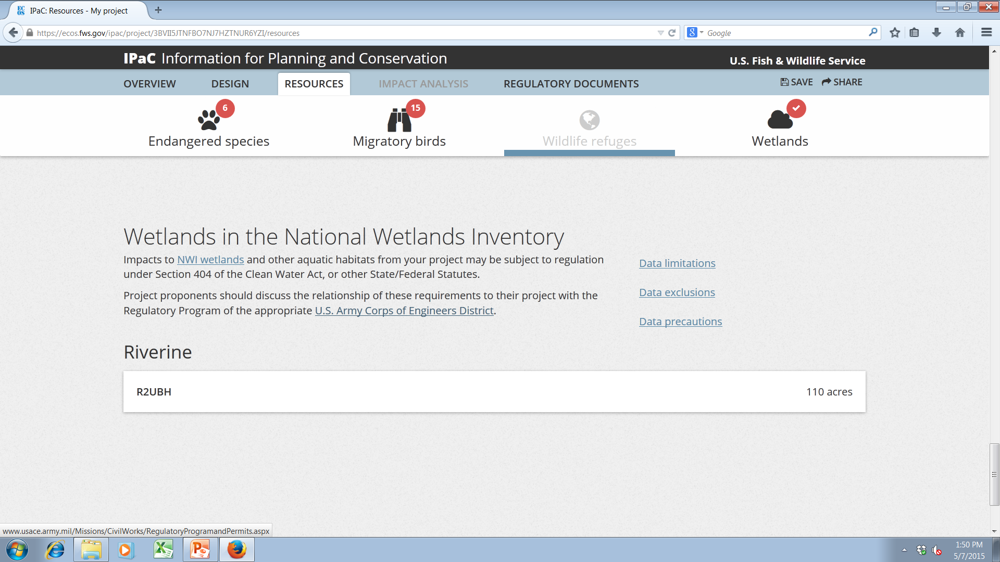 EC OS IPaC: Resources - My project
https://ecos.fws.gov/ipac/project/3BVII5JTNFBO7NJ7HZTNUR6YZI/resources
8 Google
IPaC Information for Planning and Conservation
U.S. Fish & Wildlife Service
OVERVIEW DESIGN RESOURCES IMPACT ANALYSIS REGULATORY DOCUMENTS SAVE SHARE
6 15
Endangered species Migratory birds Wildlife refuges Wetlands
Wetlands in the National Wetlands Inventory
Impacts to NWI wetlands and other aquatic habitats from your project may be subject to regulation
under Section 404 of the Clean Water Act, or other State/Federal Statutes.
Project proponents should discuss the relationship of these requirements to their project with the
Regulatory Program of the appropriate U.S. Army Corps of Engineers District.
Data limitations
Data exclusions
Data precautions
Riverine
R2UBH 110 acres
www.usace.army.mil/Missions/CivilWorks/RegulatoryProgramandPermits.aspx
1:50 PM
5/7/2015